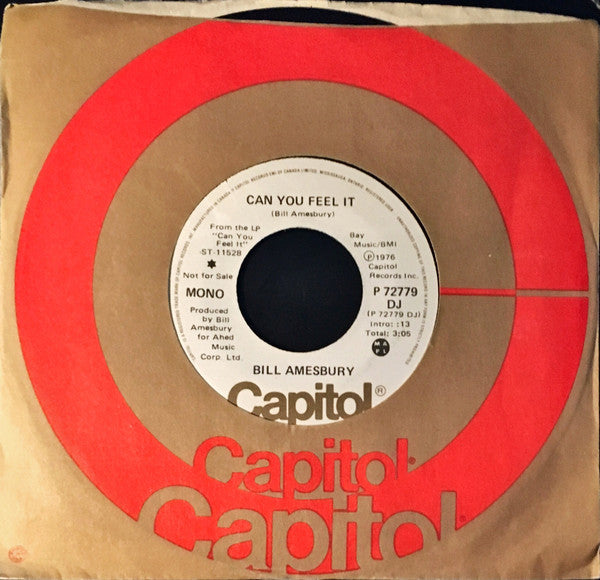 CAN YOU FEEL IT
(Bill Amesbury)
From the LP
"Can You
Feel It"
ST-11528
Not for Sale
MONO
Produced
by Bill
Amesbury
for Ahed
Music
Corp. Ltd.
Bay
Music/BMI
Ⓟ1976
Capitol
Records Inc.
P 72779
DJ
(P 72779 DJ)
Intro: :13
Total: 3:05
MAPL
BILL AMESBURY
Capitol®
Capitol®
Capitol®